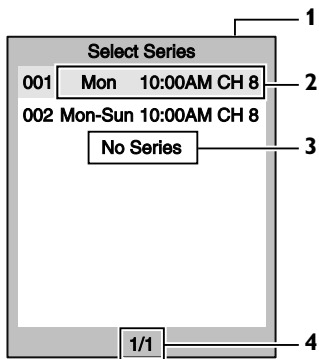 1
Select Series
001 Mon 10:00AM CH 8 2
002 Mon-Sun 10:00AM CH 8
No Series 3
1/1 4